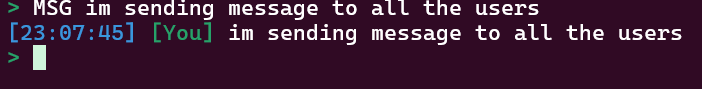 > MSG im sending message to all the users
[23:07:45] [You] im sending message to all the users
>